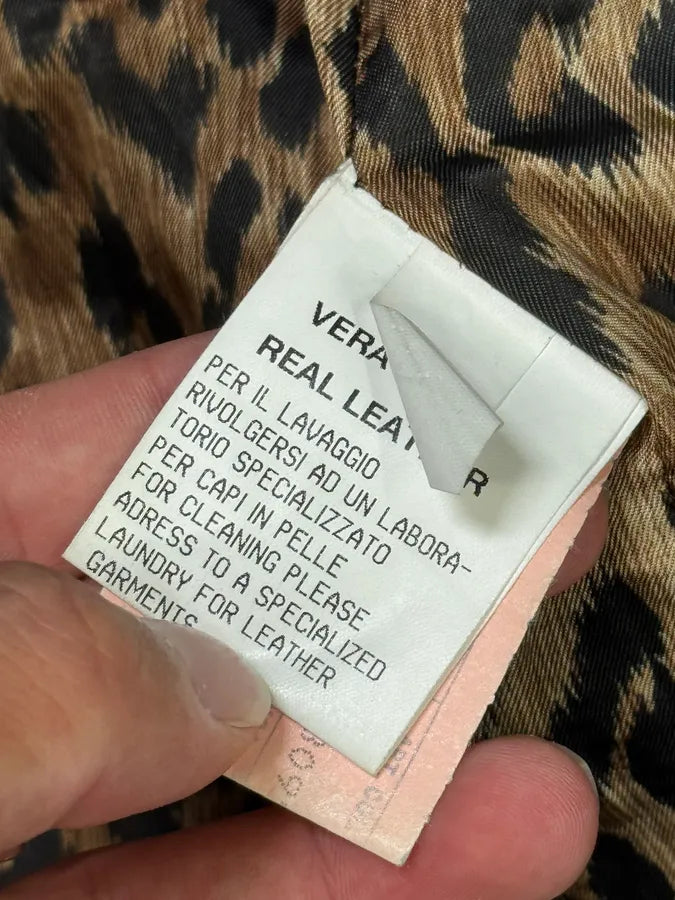 VERA
REAL LEA R
PER IL LAVAGGIO
RIVOLGERSI AD UN LABORA-
TORIO SPECIALIZZATO
PER CAPI IN PELLE
FOR CLEANING PLEASE
ADRESS TO A SPECIALIZED
LAUNDRY FOR LEATHER
GARMENTS